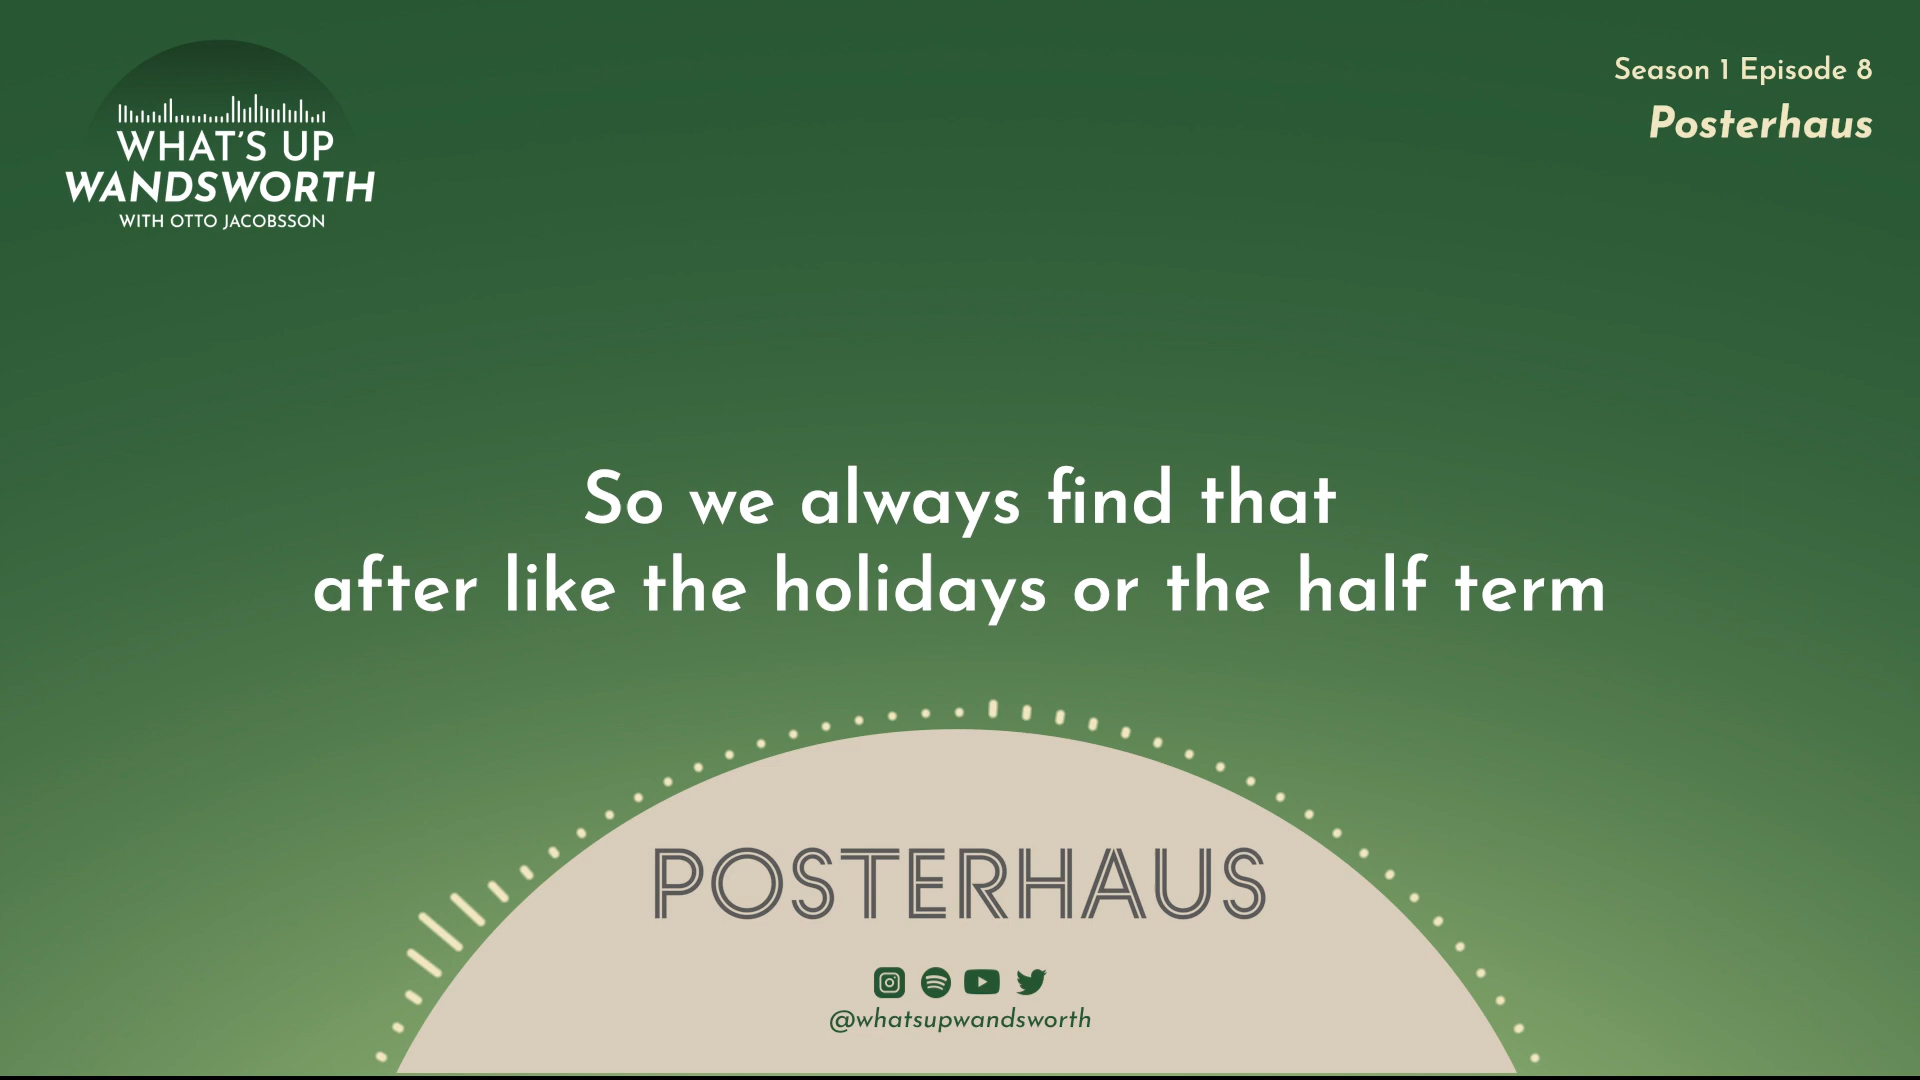 WHAT'S UP
WANDSWORTH
WITH OTTO JACOBSSON
Season 1 Episode 8
Posterhaus
So we always find that
after like the holidays or the half term
POSTERHAUS
@whatsupwandsworth